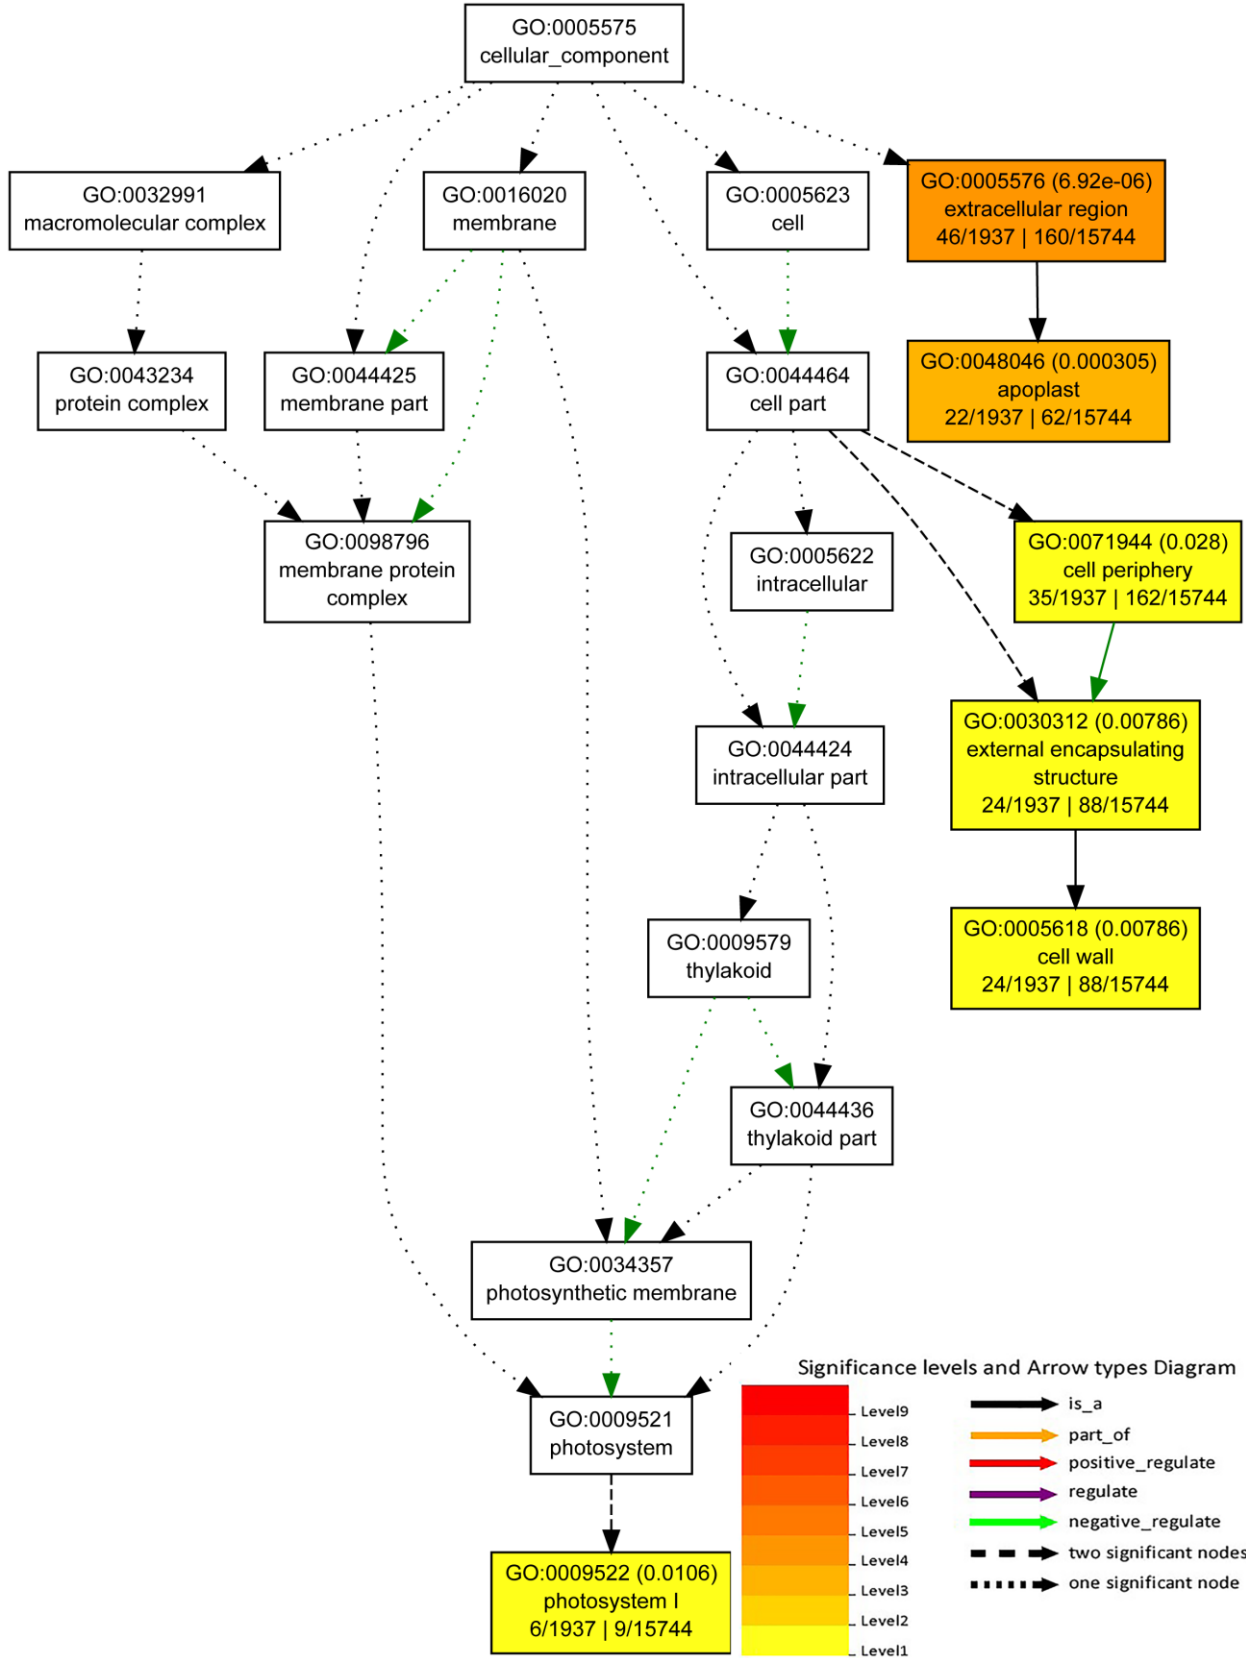 GO:0005575
cellular_component
GO:0032991
macromolecular complex
GO:0016020
membrane
GO:0005623
cell
GO:0005576 (6.92e-06)
extracellular region
46/1937 | 160/15744
GO:0043234
protein complex
GO:0044425
membrane part
GO:0044464
cell part
GO:0048046 (0.000305)
apoplast
22/1937 | 62/15744
GO:0098796
membrane protein
complex
GO:0005622
intracellular
GO:0071944 (0.028)
cell periphery
35/1937 | 162/15744
GO:0044424
intracellular part
GO:0030312 (0.00786)
external encapsulating
structure
24/1937 | 88/15744
GO:0009579
thylakoid
GO:0005618 (0.00786)
cell wall
24/1937 | 88/15744
GO:0044436
thylakoid part
GO:0034357
photosynthetic membrane
GO:0009521
photosystem
GO:0009522 (0.0106)
photosystem I
6/1937 | 9/15744
Significance levels and Arrow types Diagram
Level9
Level8
Level7
Level6
Level5
Level4
Level3
Level2
Level1
is_a
part_of
positive_regulate
regulate
negative_regulate
two significant nodes
one significant node